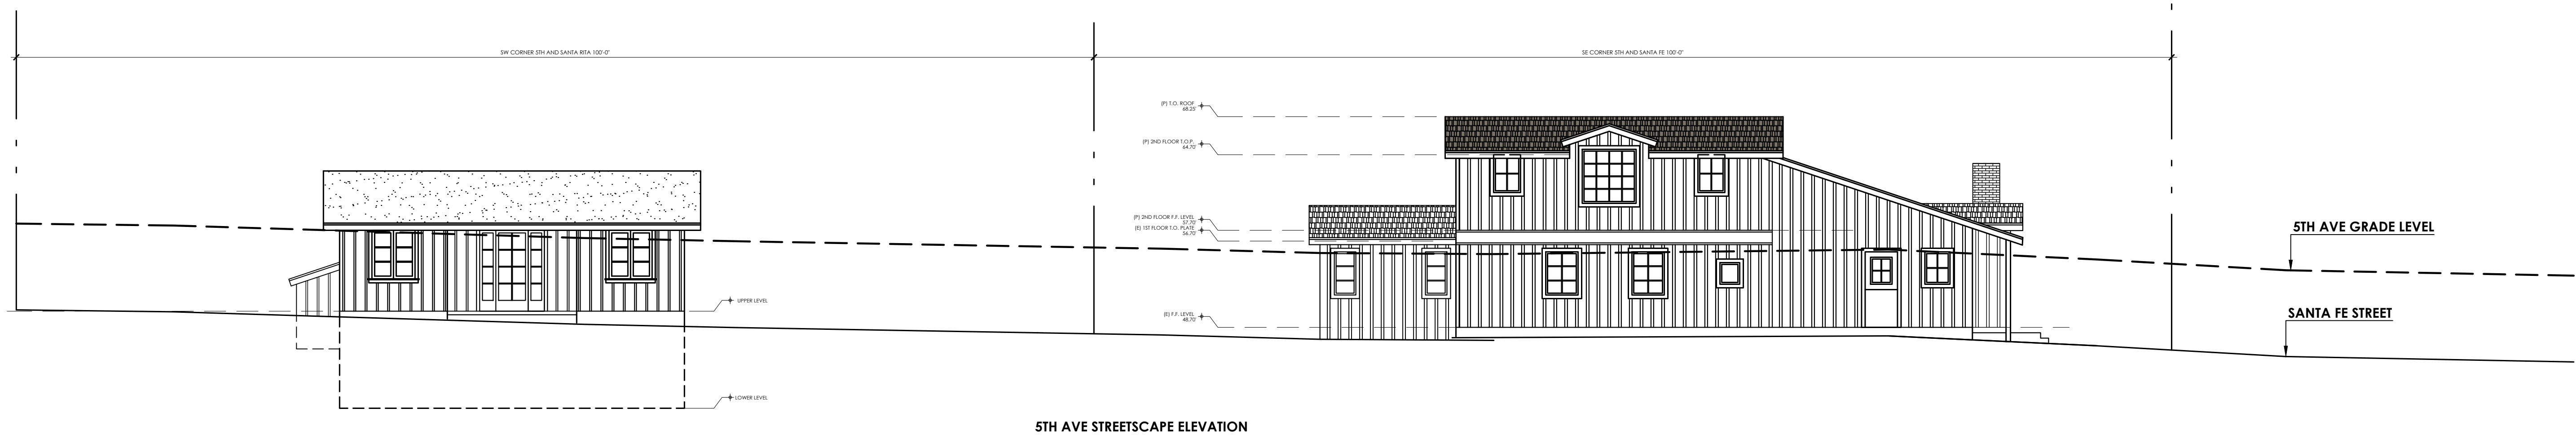 SW CORNER 5TH AND SANTA RITA 100'-0"
SE CORNER 5TH AND SANTA FE 100'-0"
(P) T.O. ROOF
68.25'
(P) 2ND FLOOR T.O.P.
64.70'
(P) 2ND FLOOR F.F. LEVEL
57.70'
(E) 1ST FLOOR T.O. PLATE
56.70'
5TH AVE GRADE LEVEL
UPPER LEVEL
(E) F.F. LEVEL
48.70'
SANTA FE STREET
LOWER LEVEL
5TH AVE STREETSCAPE ELEVATION